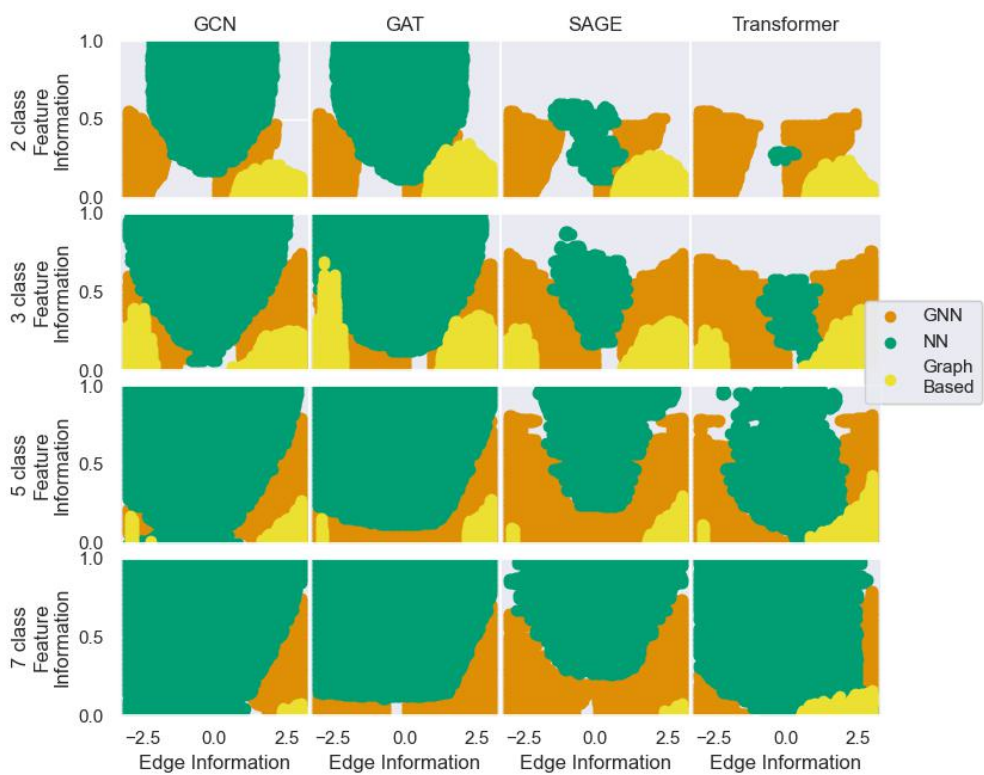 GCN GAT SAGE Transformer
2 class
Feature
Information
1.0
0.5
0.0
3 class
Feature
Information
1.0
0.5
0.0
GNN
NN
Graph
Based
5 class
Feature
Information
1.0
0.5
0.0
7 class
Feature
Information
1.0
0.5
0.0
−2.5 0.0 2.5 −2.5 0.0 2.5 −2.5 0.0 2.5 −2.5 0.0 2.5
Edge Information Edge Information Edge Information Edge Information